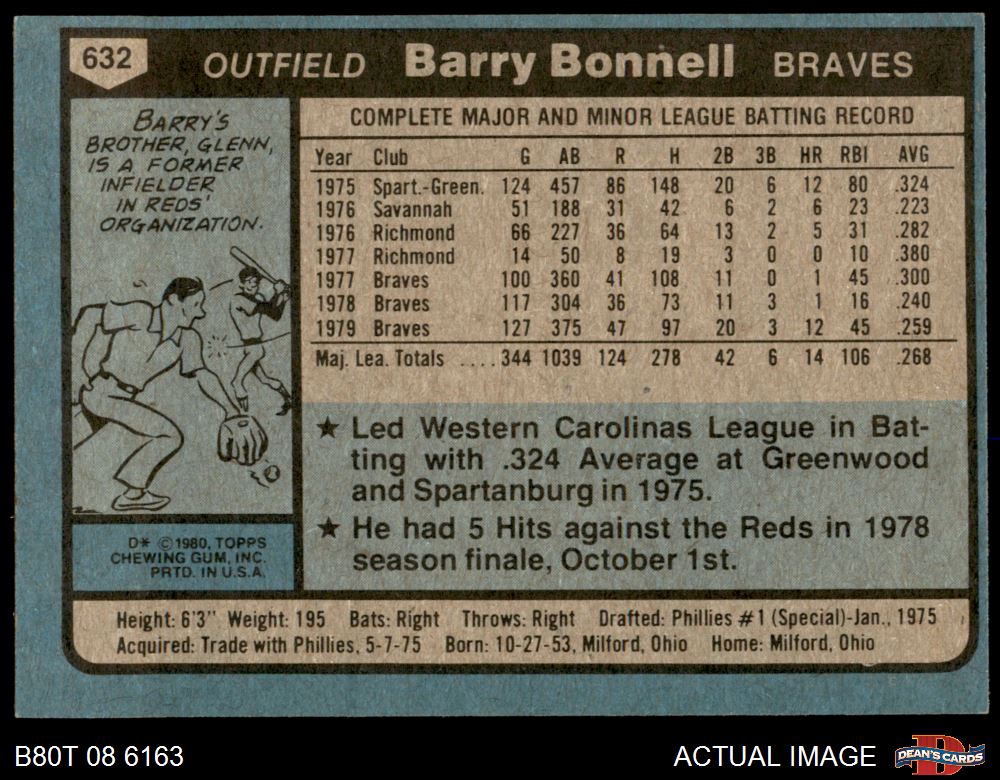 632 OUTFIELD Barry Bonnell BRAVES
BARRY'S
BROTHER, GLENN,
IS A FORMER
INFIELDER
IN REDS'
ORGANIZATION.
D* ©1980, TOPPS
CHEWING GUM, INC.
PRTD. IN U.S.A.
COMPLETE MAJOR AND MINOR LEAGUE BATTING RECORD
Year Club G AB R H 2B 3B HR RBI AVG
1975 Spart.-Green. 124 457 86 148 20 6 12 80 .324
1976 Savannah 51 188 31 42 6 2 6 23 .223
1976 Richmond 66 227 36 64 13 2 5 31 .282
1977 Richmond 14 50 8 19 3 0 0 10 .380
1977 Braves 100 360 41 108 11 0 1 45 .300
1978 Braves 117 304 36 73 11 3 1 16 .240
1979 Braves 127 375 47 97 20 3 12 45 .259
Maj. Lea. Totals .... 344 1039 124 278 42 6 14 106 .268
★ Led Western Carolinas League in Bat-
ting with .324 Average at Greenwood
and Spartanburg in 1975.
★ He had 5 Hits against the Reds in 1978
season finale, October 1st.
Height: 6'3" Weight: 195 Bats: Right Throws: Right Drafted: Phillies #1 (Special)-Jan., 1975
Acquired: Trade with Phillies, 5-7-75 Born: 10-27-53, Milford, Ohio Home: Milford, Ohio
B80T 08 6163 ACTUAL IMAGE
DEAN'S CARDS